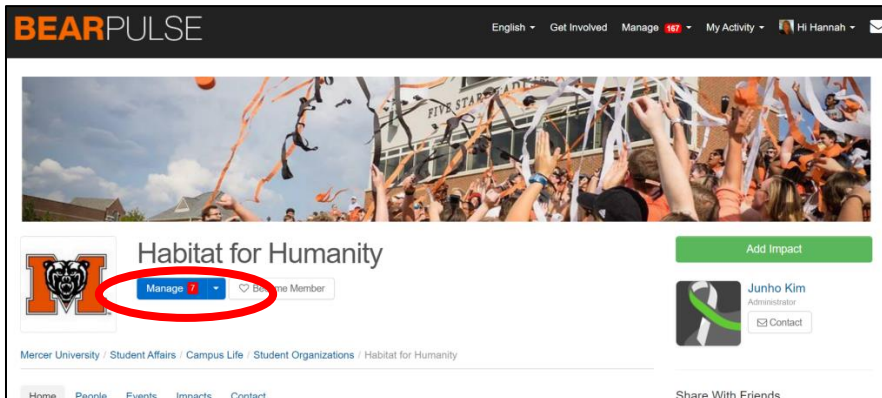 BEARPULSE
English Get Involved Manage 167 My Activity Hi Hannah
FIVE STAR
Habitat for Humanity
Manage 7 Become Member
Add Impact
Junho Kim
Administrator
Contact
Mercer University / Student Affairs / Campus Life / Student Organizations / Habitat for Humanity
Home People Events Impacts Contact
Share With Friends